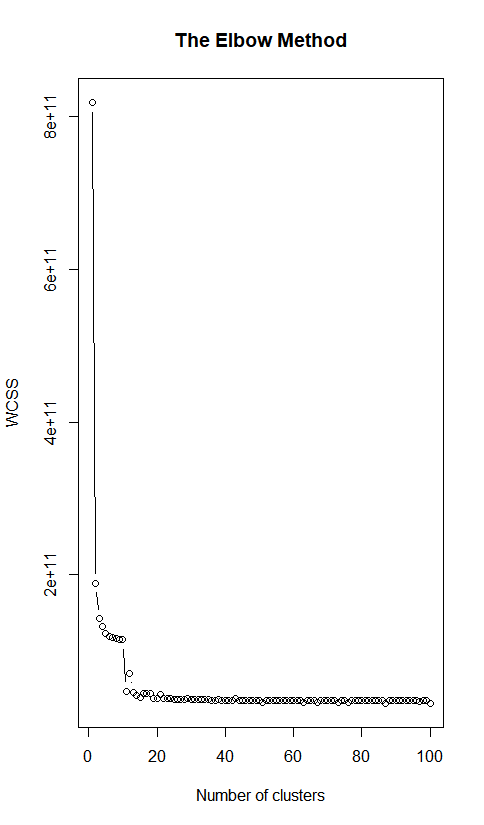 The Elbow Method
8e+11
6e+11
4e+11
2e+11
WCSS
0 20 40 60 80 100
Number of clusters